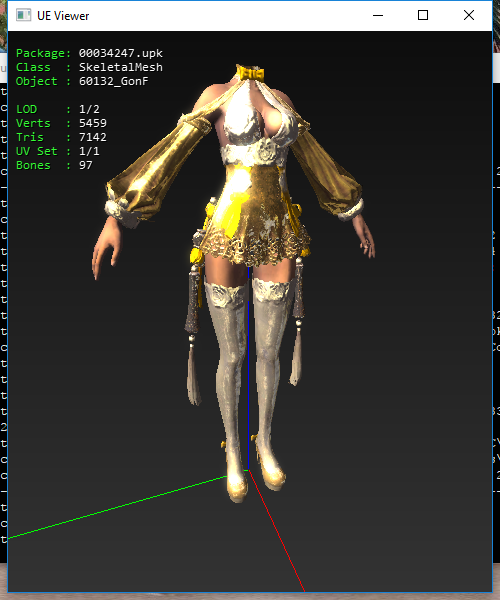 UE Viewer
Package: 00034247.upk
Class : SkeletalMesh
Object : 60132_GonF
LOD : 1/2
Verts : 5459
Tris : 7142
UV Set : 1/1
Bones : 97